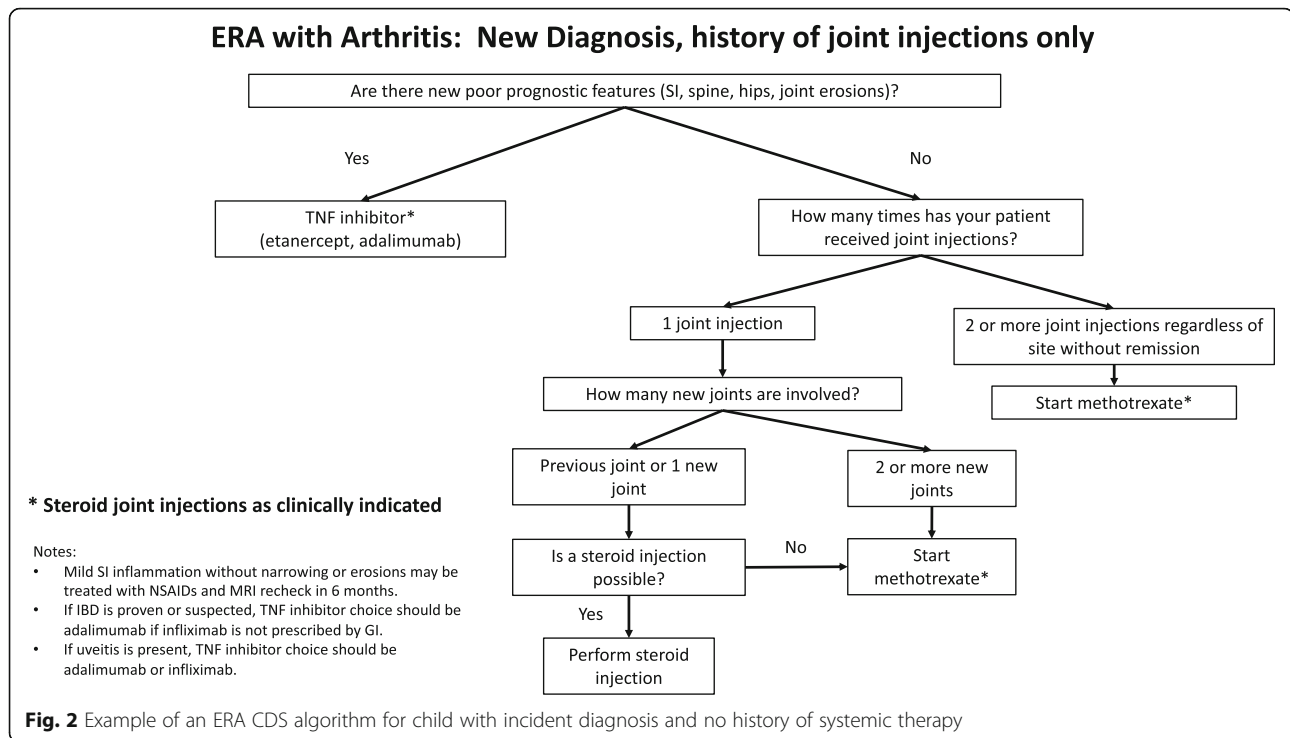 ERA with Arthritis: New Diagnosis, history of joint injections only
Are there new poor prognostic features (SI, spine, hips, joint erosions)?
Yes
No
TNF inhibitor*
(etanercept, adalimumab)
How many times has your patient
received joint injections?
1 joint injection
2 or more joint injections regardless of
site without remission
How many new joints are involved?
Start methotrexate*
Previous joint or 1 new
joint
2 or more new
joints
* Steroid joint injections as clinically indicated
Is a steroid injection
possible?
No
Start
methotrexate*
Yes
Perform steroid
injection
Notes:
• Mild SI inflammation without narrowing or erosions may be
treated with NSAIDs and MRI recheck in 6 months.
• If IBD is proven or suspected, TNF inhibitor choice should be
adalimumab if infliximab is not prescribed by GI.
• If uveitis is present, TNF inhibitor choice should be
adalimumab or infliximab.
Fig. 2 Example of an ERA CDS algorithm for child with incident diagnosis and no history of systemic therapy